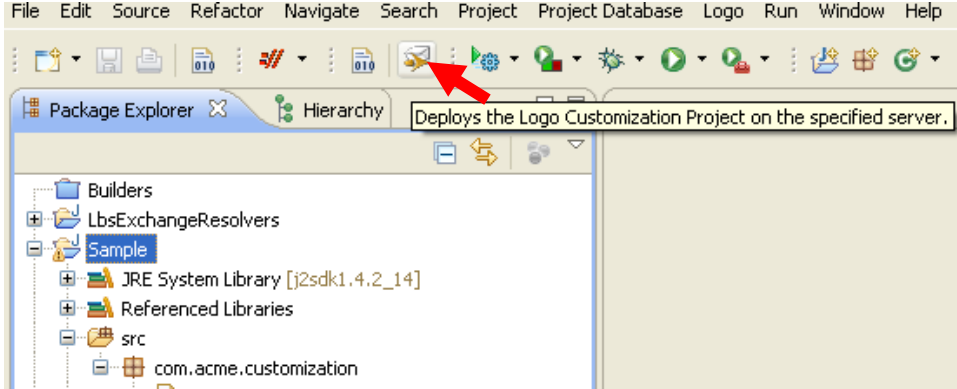 File Edit Source Refactor Navigate Search Project Project Database Logo Run Window Help
010 010
Package Explorer Hierarchy
Deploys the Logo Customization Project on the specified server.
Builders
LbsExchangeResolvers
Sample
JRE System Library [j2sdk1.4.2_14]
Referenced Libraries
src
com.acme.customization